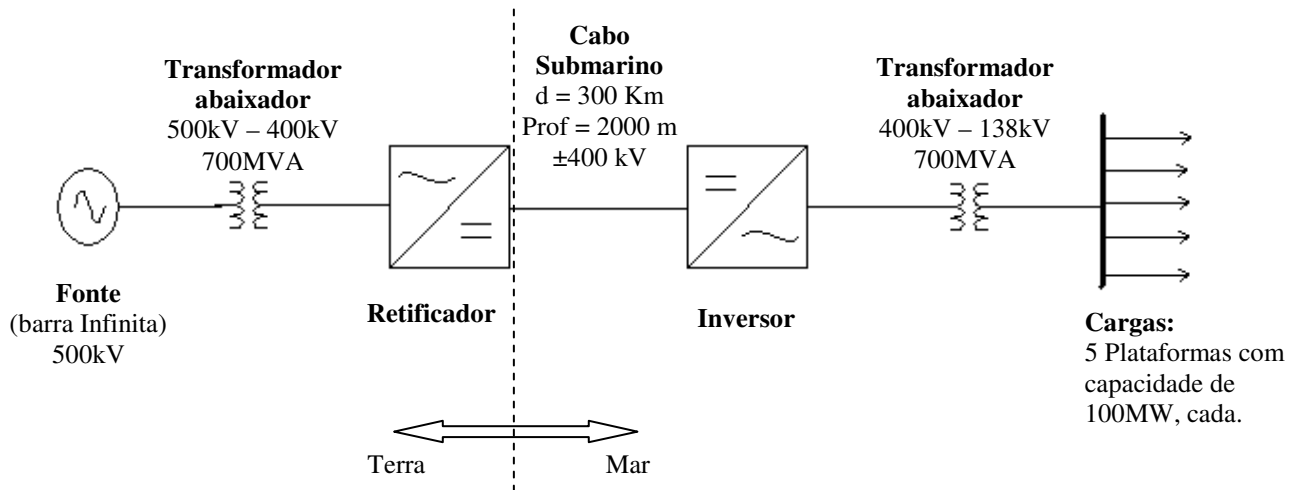 Transformador
abaixador
500kV – 400kV
700MVA
Cabo
Submarino
d = 300 Km
Prof = 2000 m
±400 kV
Transformador
abaixador
400kV – 138kV
700MVA
Fonte
(barra Infinita)
500kV
Retificador
Inversor
Cargas:
5 Plataformas com
capacidade de
100MW, cada.
Terra
Mar